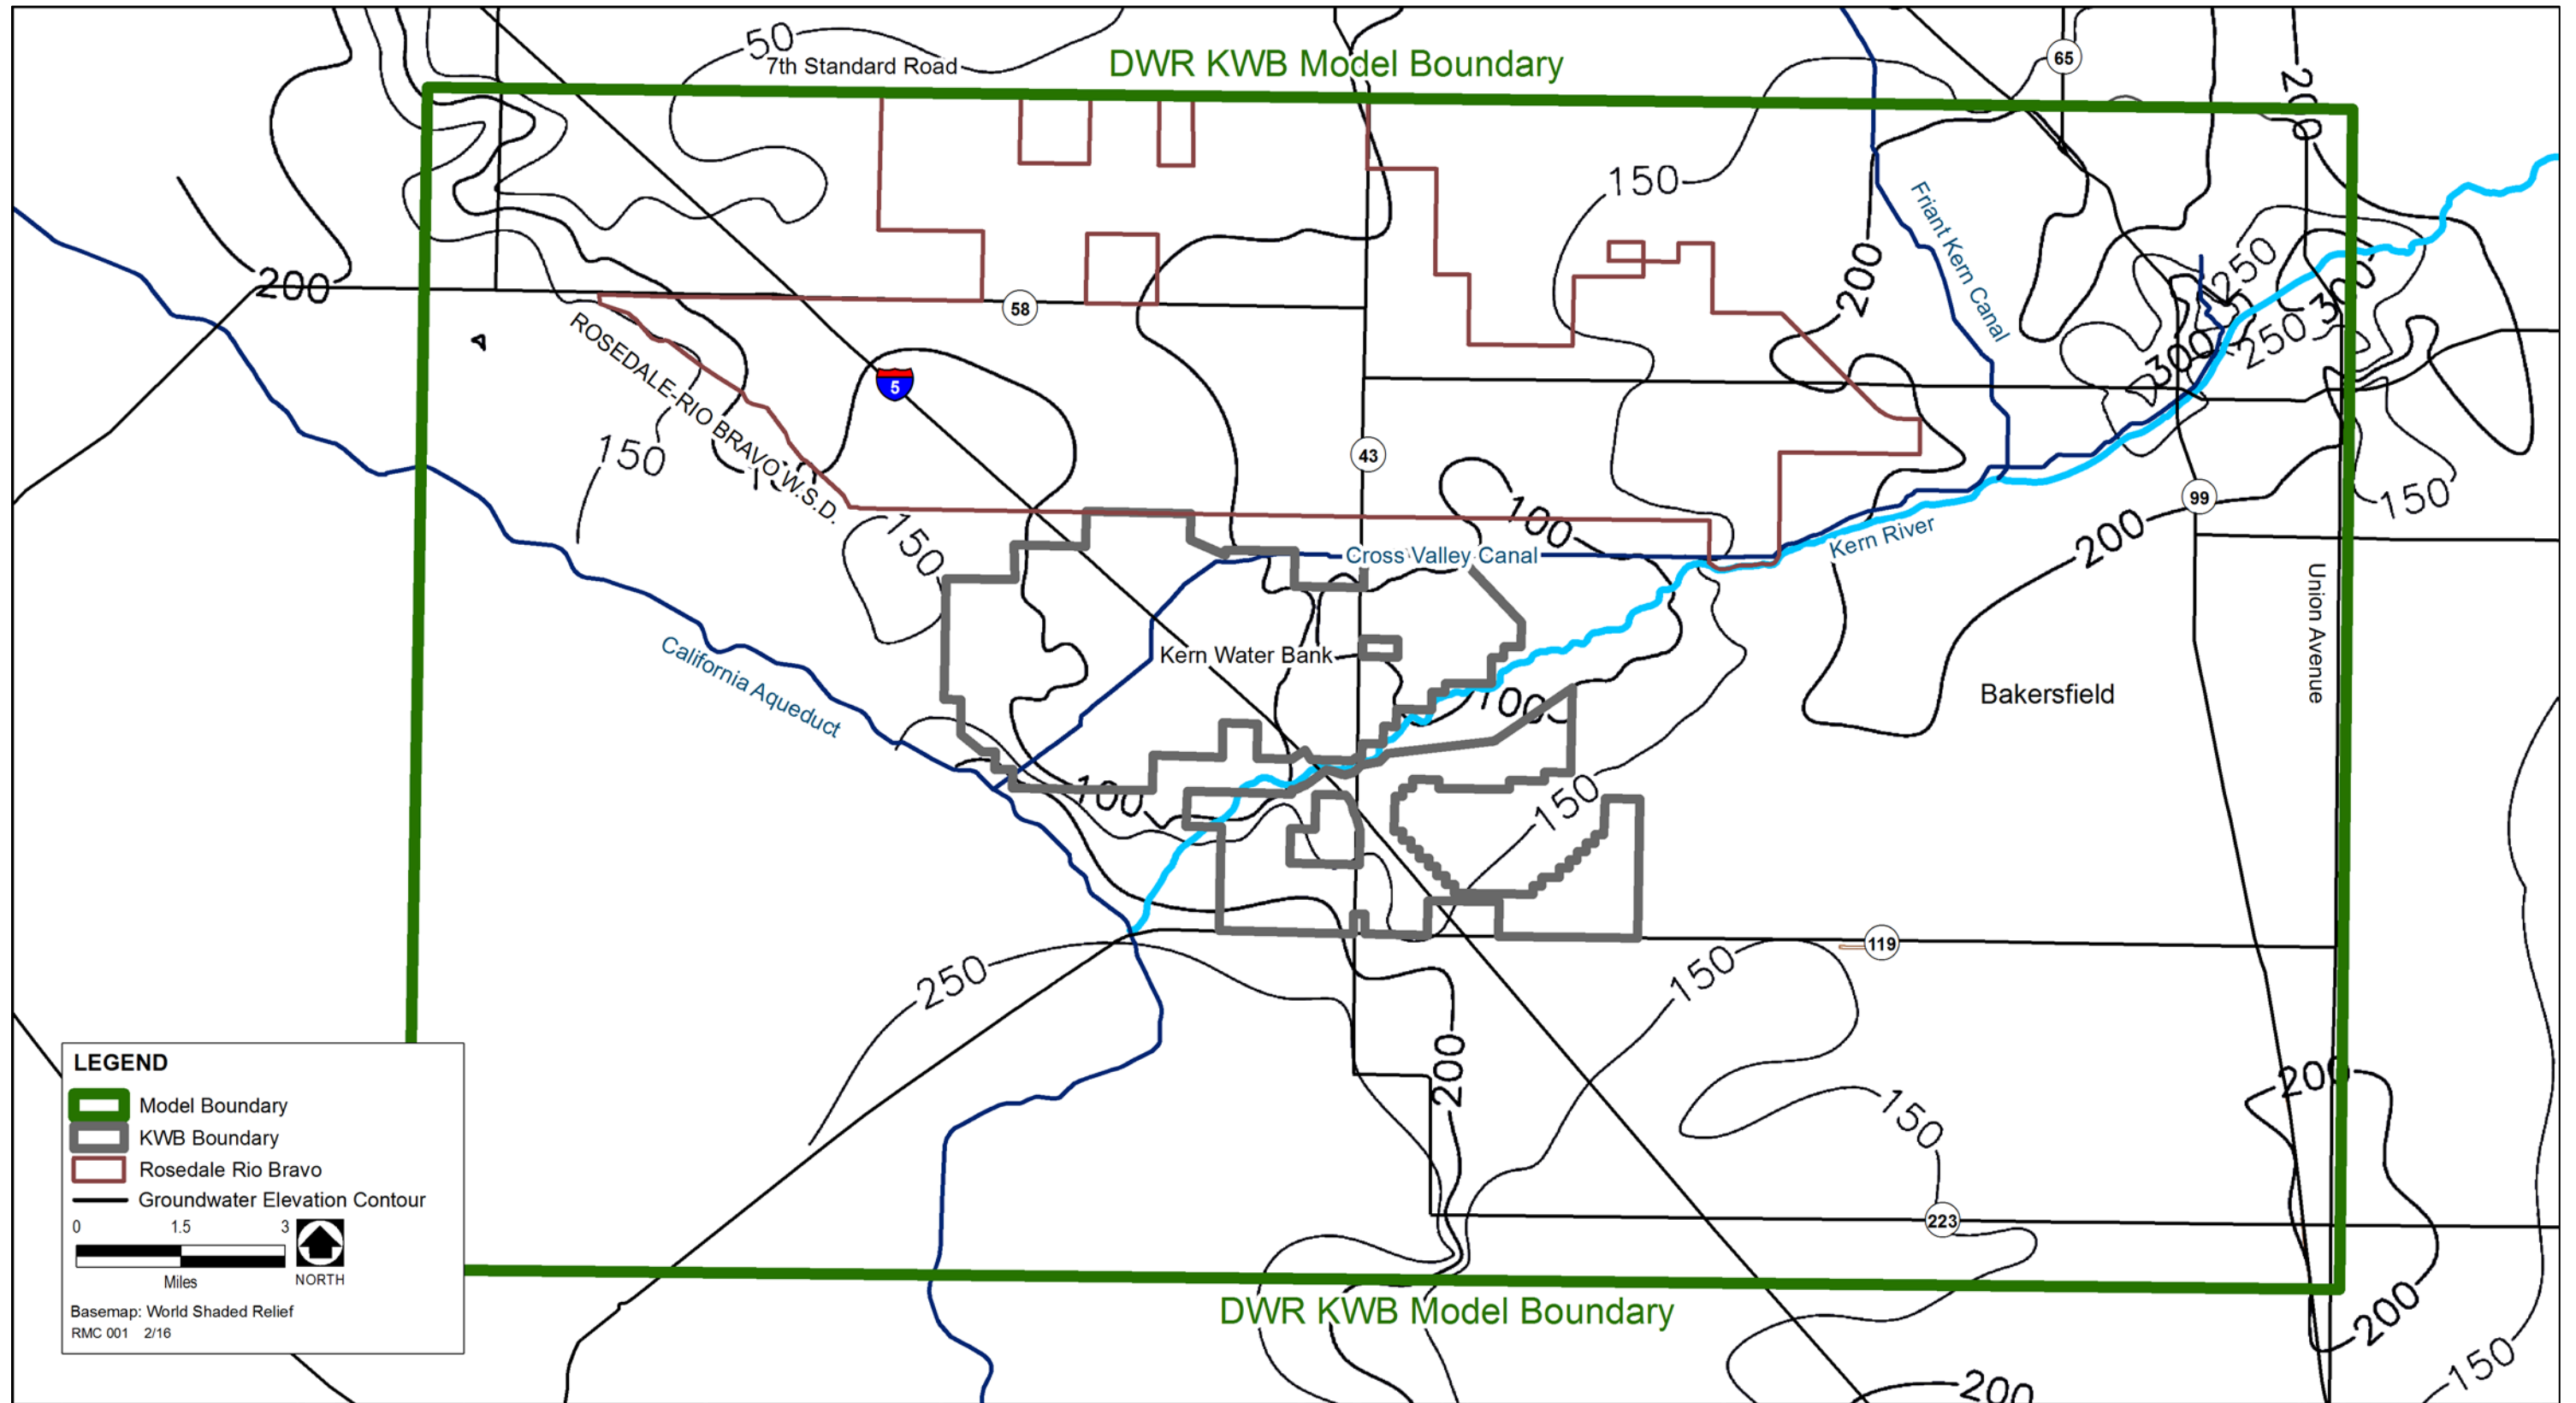 50
7th Standard Road
DWR KWB Model Boundary
65
200
150
Friant Kern Canal
200
250
200
58
300
250
300
ROSEDALE-RIO BRAVO W.S.D.
5
150
43
99
150
100
150
Cross Valley Canal
Kern River
200
Union Avenue
California Aqueduct
Kern Water Bank
100
Bakersfield
100
150
119
250
150
200
200
150
223
LEGEND
Model Boundary
KWB Boundary
Rosedale Rio Bravo
Groundwater Elevation Contour
0 1.5 3
Miles
NORTH
Basemap: World Shaded Relief
RMC 001 2/16
DWR KWB Model Boundary
200
150
200